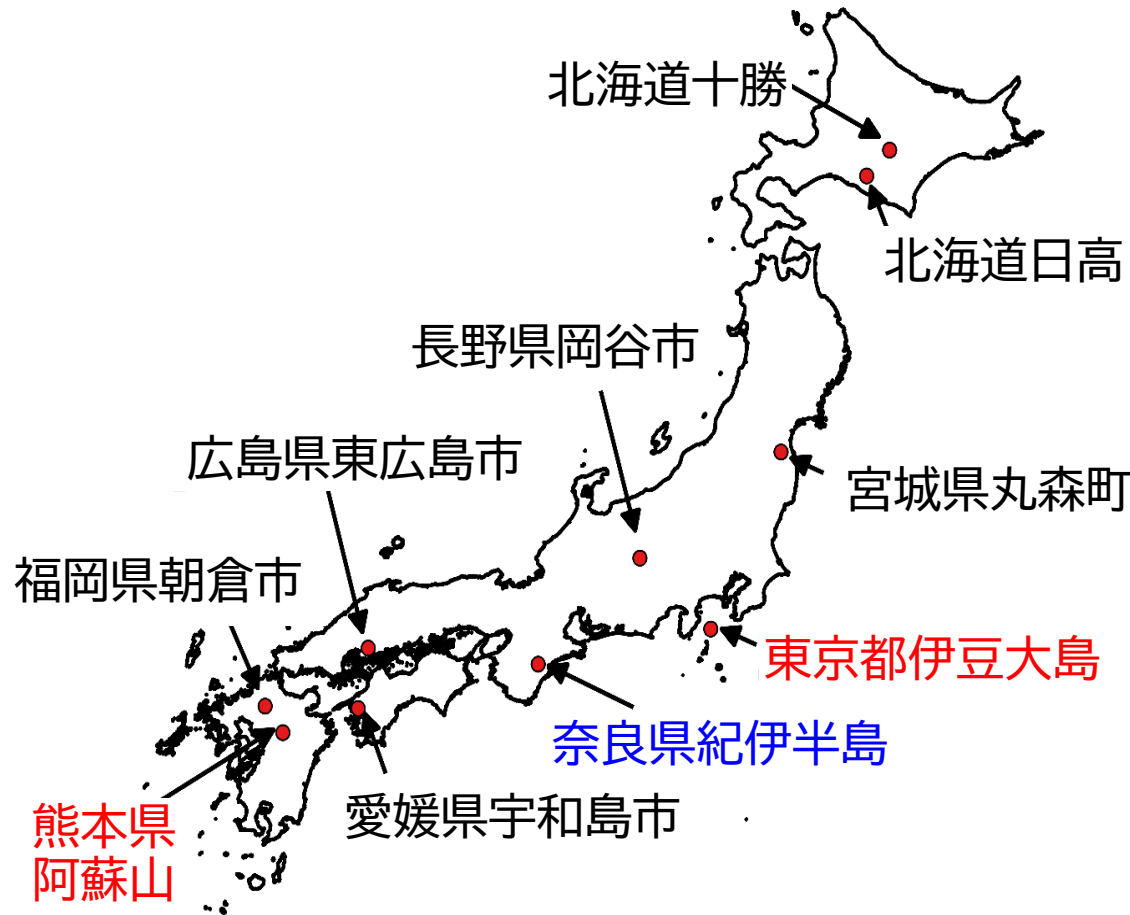 北海道十勝
北海道日高
長野県岡谷市
広島県東広島市
宮城県丸森町
福岡県朝倉市
東京都伊豆大島
奈良県紀伊半島
愛媛県宇和島市
熊本県
阿蘇山